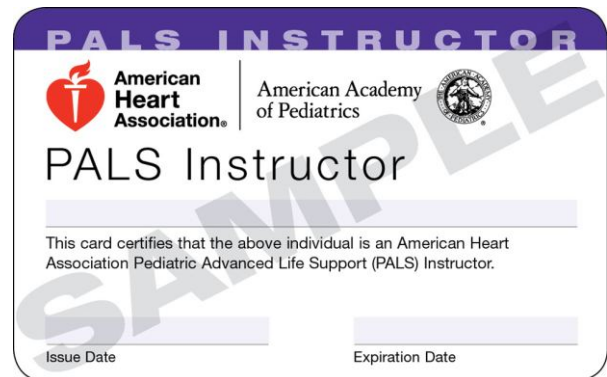 PALS INSTRUCTOR
American
Heart
Association®
American Academy
of Pediatrics
PALS Instructor
This card certifies that the above individual is an American Heart
Association Pediatric Advanced Life Support (PALS) Instructor.
Issue Date
Expiration Date
SAMPLE